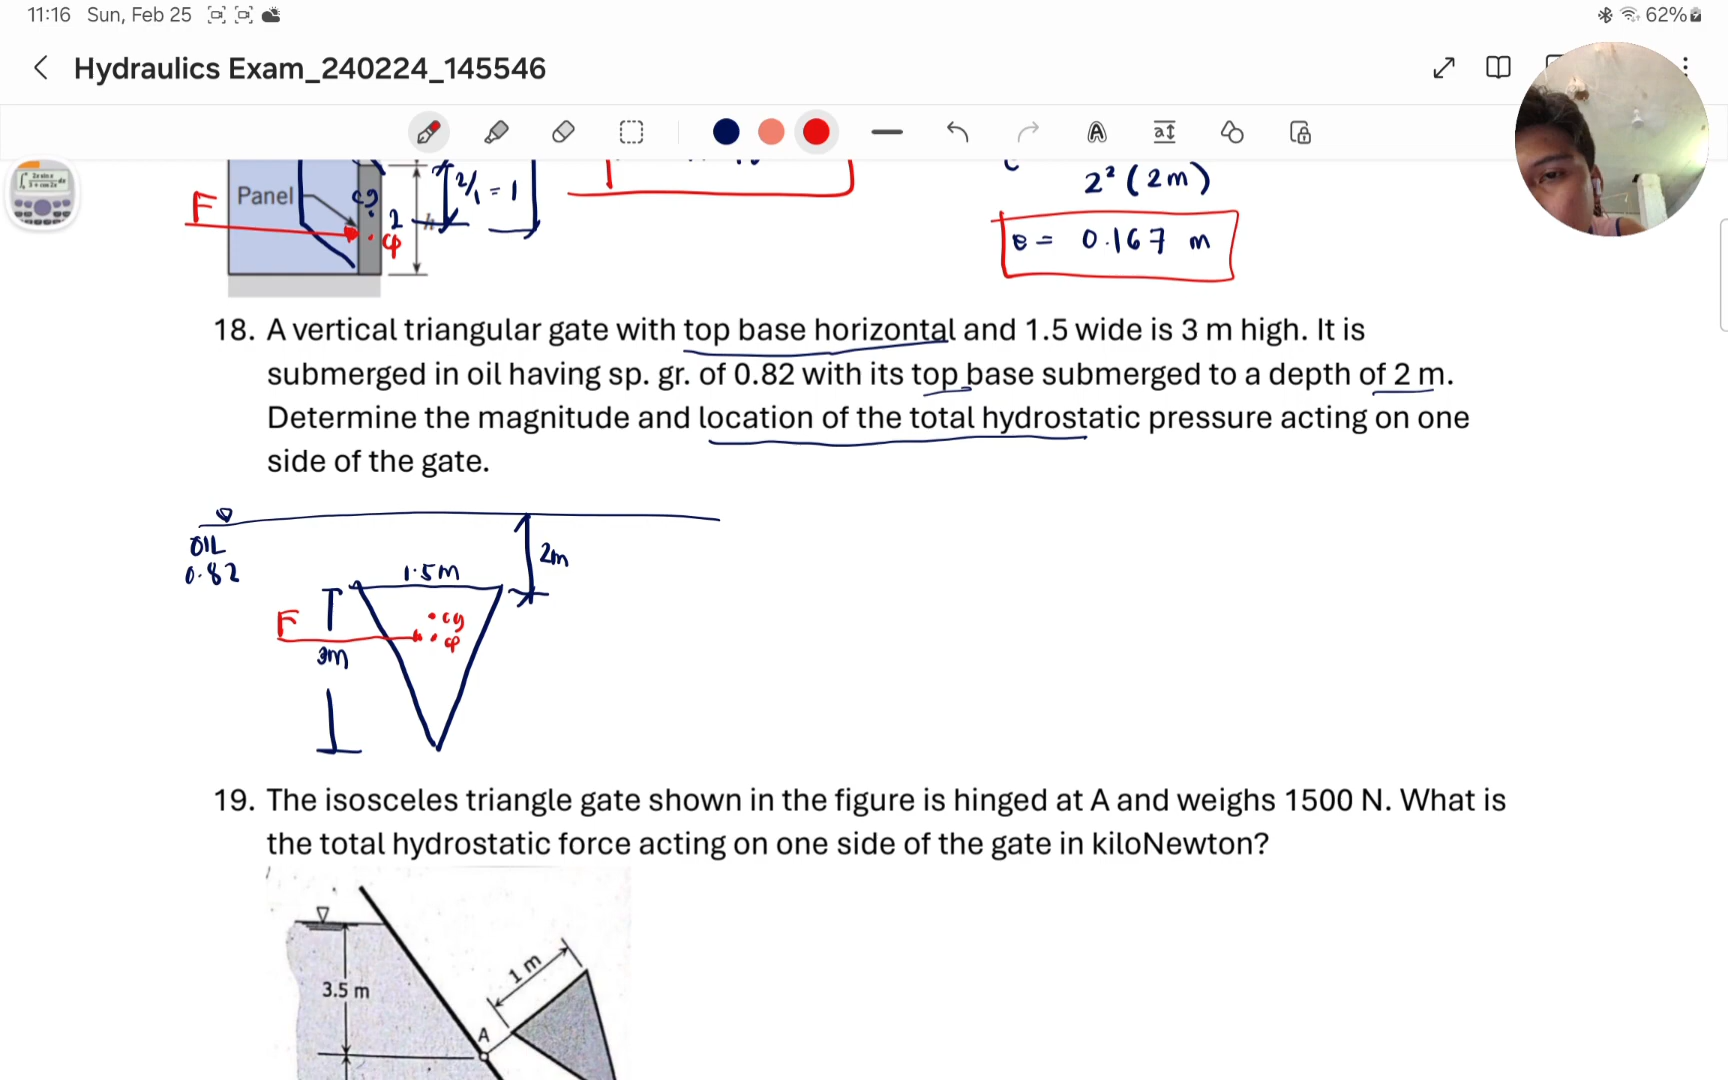 11:16 Sun, Feb 25
62%
Hydraulics Exam_240224_145546
Panel
F
cg
2
cp
h
2/1 = 1
2² (2m)
e = 0.167 m
18. A vertical triangular gate with top base horizontal and 1.5 wide is 3 m high. It is
submerged in oil having sp. gr. of 0.82 with its top base submerged to a depth of 2 m.
Determine the magnitude and location of the total hydrostatic pressure acting on one
side of the gate.
OIL
0.82
2m
1.5m
F
cg
cp
3m
19. The isosceles triangle gate shown in the figure is hinged at A and weighs 1500 N. What is
the total hydrostatic force acting on one side of the gate in kiloNewton?
1 m
3.5 m
A